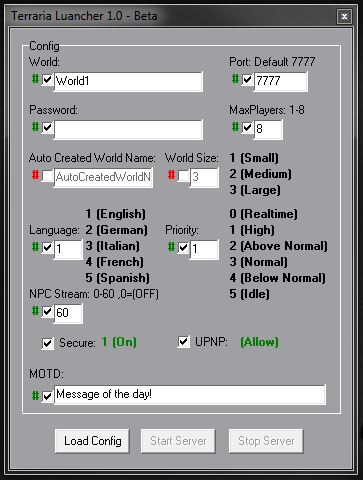 Terraria Luancher 1.0 - Beta
x
Config
World: Port: Default 7777
# World1 # 7777
Password: MaxPlayers: 1-8
# # 8
Auto Created World Name: World Size: 1 (Small)
# AutoCreatedWorldN # 3 2 (Medium)
3 (Large)
1 (English) 0 (Realtime)
2 (German) 1 (High)
Language: 3 (Italian) Priority: 2 (Above Normal)
# 1 4 (French) # 1 3 (Normal)
5 (Spanish) 4 (Below Normal)
5 (Idle)
NPC Stream: 0-60 ,0=(OFF)
# 60
Secure: 1 (On) UPNP: (Allow)
MOTD:
# Message of the day!
Load Config Start Server Stop Server